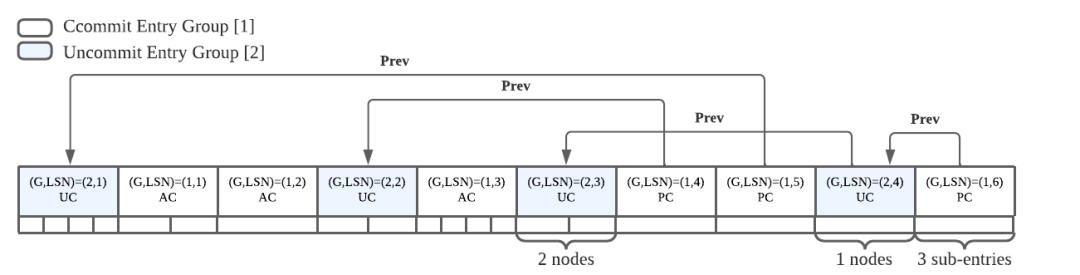 Ccommit Entry Group [1]
Uncommit Entry Group [2]
Prev
Prev
Prev
Prev
(G,LSN)=(2,1)
UC
(G,LSN)=(1,1)
AC
(G,LSN)=(1,2)
AC
(G,LSN)=(2,2)
UC
(G,LSN)=(1,3)
AC
(G,LSN)=(2,3)
UC
(G,LSN)=(1,4)
PC
(G,LSN)=(1,5)
PC
(G,LSN)=(2,4)
UC
(G,LSN)=(1,6)
PC
2 nodes
1 nodes
3 sub-entries